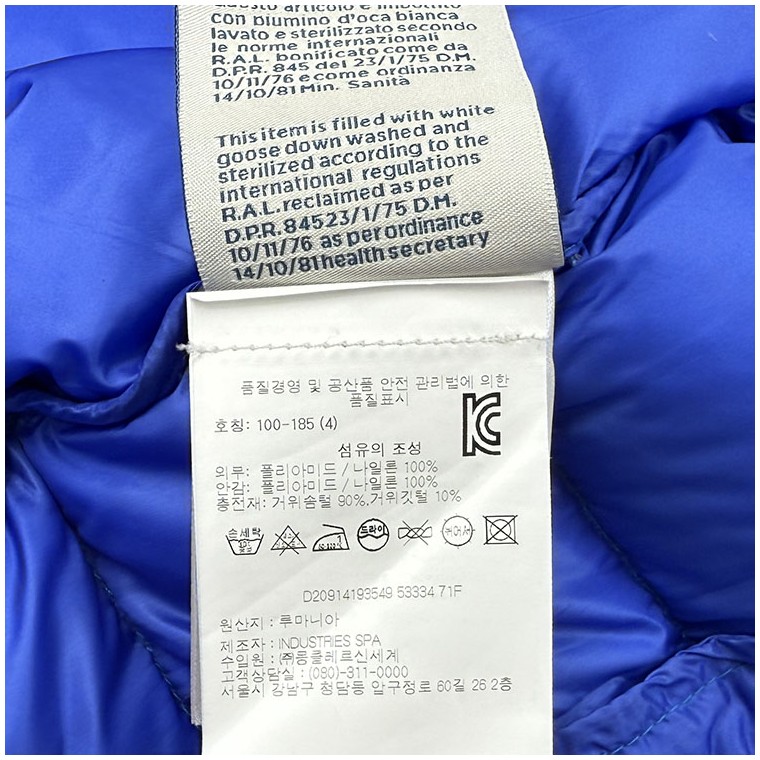 questo articolo è imbottito
con piumino d'oca bianca
lavato e sterilizzato secondo
le norme internazionali
R.A.L. bonificato come da
D.P.R. 845 del 23/1/75 D.M.
10/11/76 e come ordinanza
14/10/81 Min. Sanità
This item is filled with white
goose down washed and
sterilized according to the
international regulations
R.A.L. reclaimed as per
D.P.R. 845 23/1/75 D.M.
10/11/76 as per ordinance
14/10/81 health secretary
품질경영 및 공산품 안전 관리법에 의한
품질표시
호칭: 100-185 (4)
섬유의 조성
의부: 폴리아미드 / 나일론 100%
안감: 폴리아미드 / 나일론 100%
충전재: 거위솜털 90%.거위깃털 10%
손세탁
드라이
D20914193549 53334 71F
원산지 : 루마니아
제조자 : INDUSTRIES SPA
수입원 : ㈜몽클레르신세계
고객상담실 : (080)-311-0000
서울시 강남구 청담동 압구정로 60길 26 2층